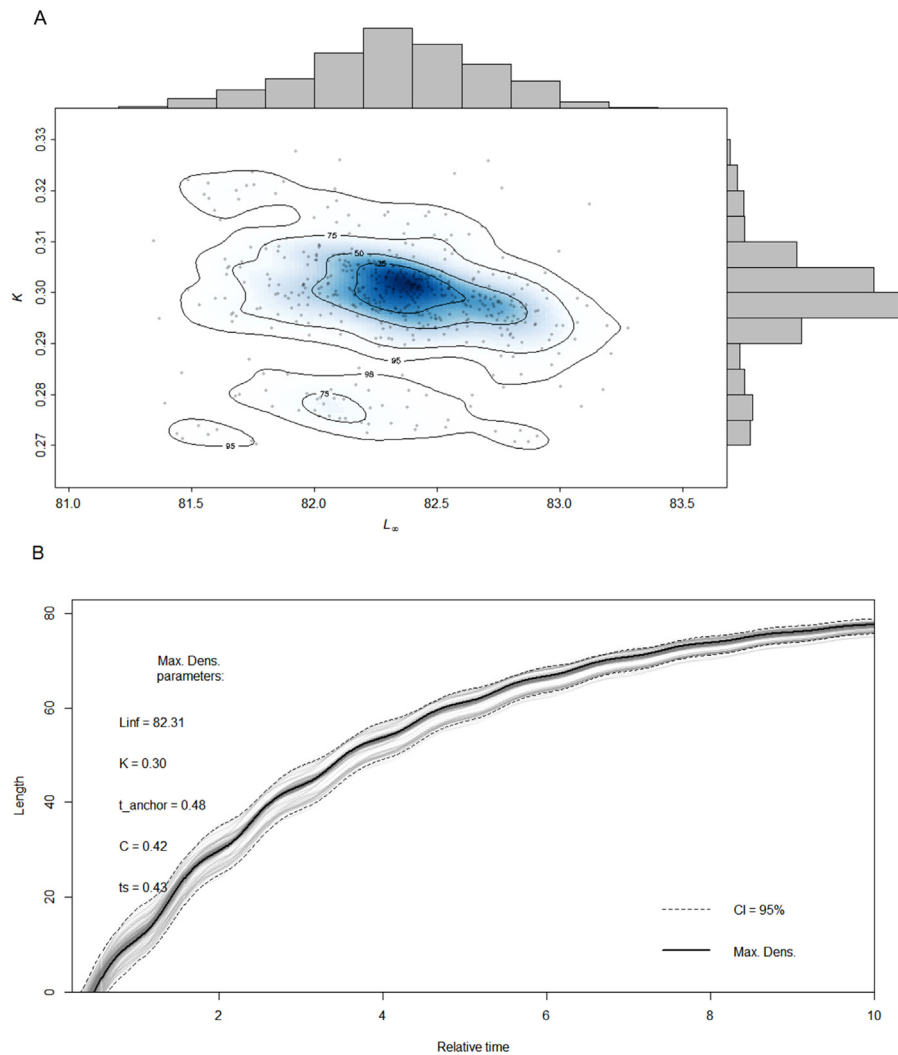 A
0.33
0.32
0.31
0.30
0.29
0.28
0.27
K
75
50
25
95
98
75
95
81.0 81.5 82.0 82.5 83.0 83.5
L∞
B
80
60
40
20
0
Length
Max. Dens.
parameters:
Linf = 82.31
K = 0.30
t_anchor = 0.48
C = 0.42
ts = 0.43
CI = 95%
Max. Dens.
2 4 6 8 10
Relative time